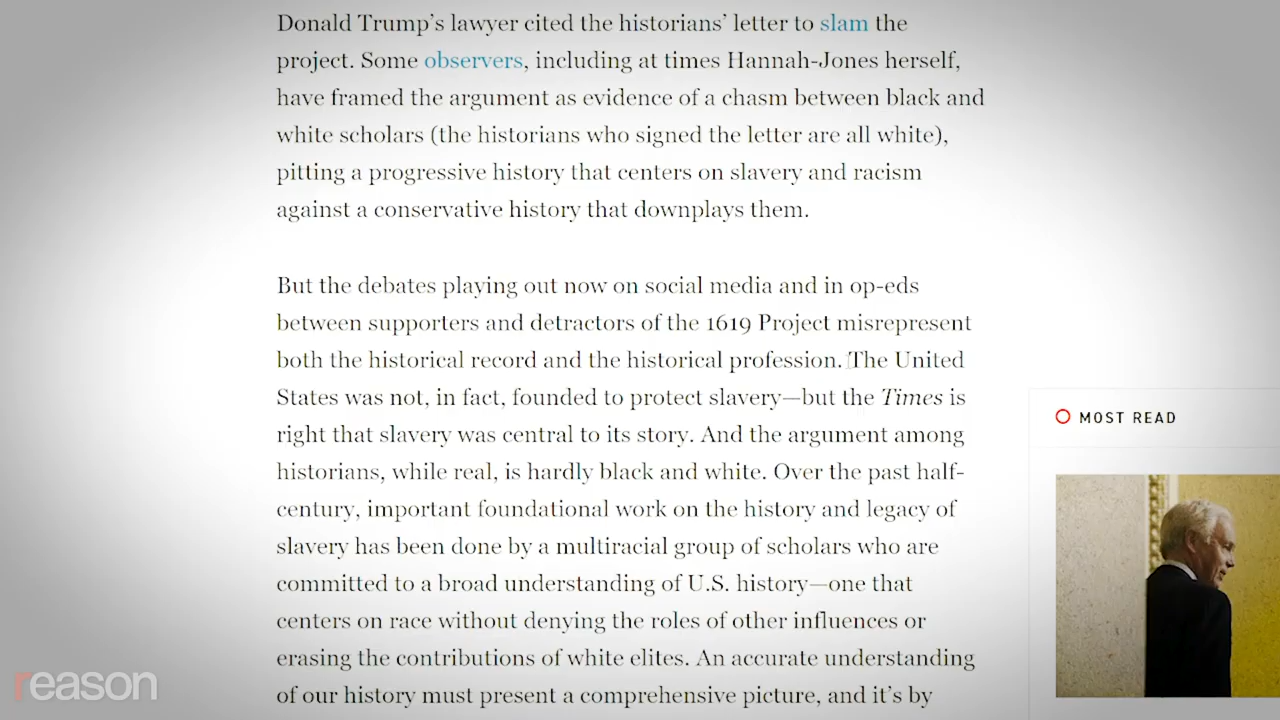 Donald Trump’s lawyer cited the historians’ letter to slam the
project. Some observers, including at times Hannah-Jones herself,
have framed the argument as evidence of a chasm between black and
white scholars (the historians who signed the letter are all white),
pitting a progressive history that centers on slavery and racism
against a conservative history that downplays them.
But the debates playing out now on social media and in op-eds
between supporters and detractors of the 1619 Project misrepresent
both the historical record and the historical profession. The United
States was not, in fact, founded to protect slavery—but the Times is
right that slavery was central to its story. And the argument among
historians, while real, is hardly black and white. Over the past half-
century, important foundational work on the history and legacy of
slavery has been done by a multiracial group of scholars who are
committed to a broad understanding of U.S. history—one that
centers on race without denying the roles of other influences or
erasing the contributions of white elites. An accurate understanding
of our history must present a comprehensive picture, and it’s by
MOST READ
reason